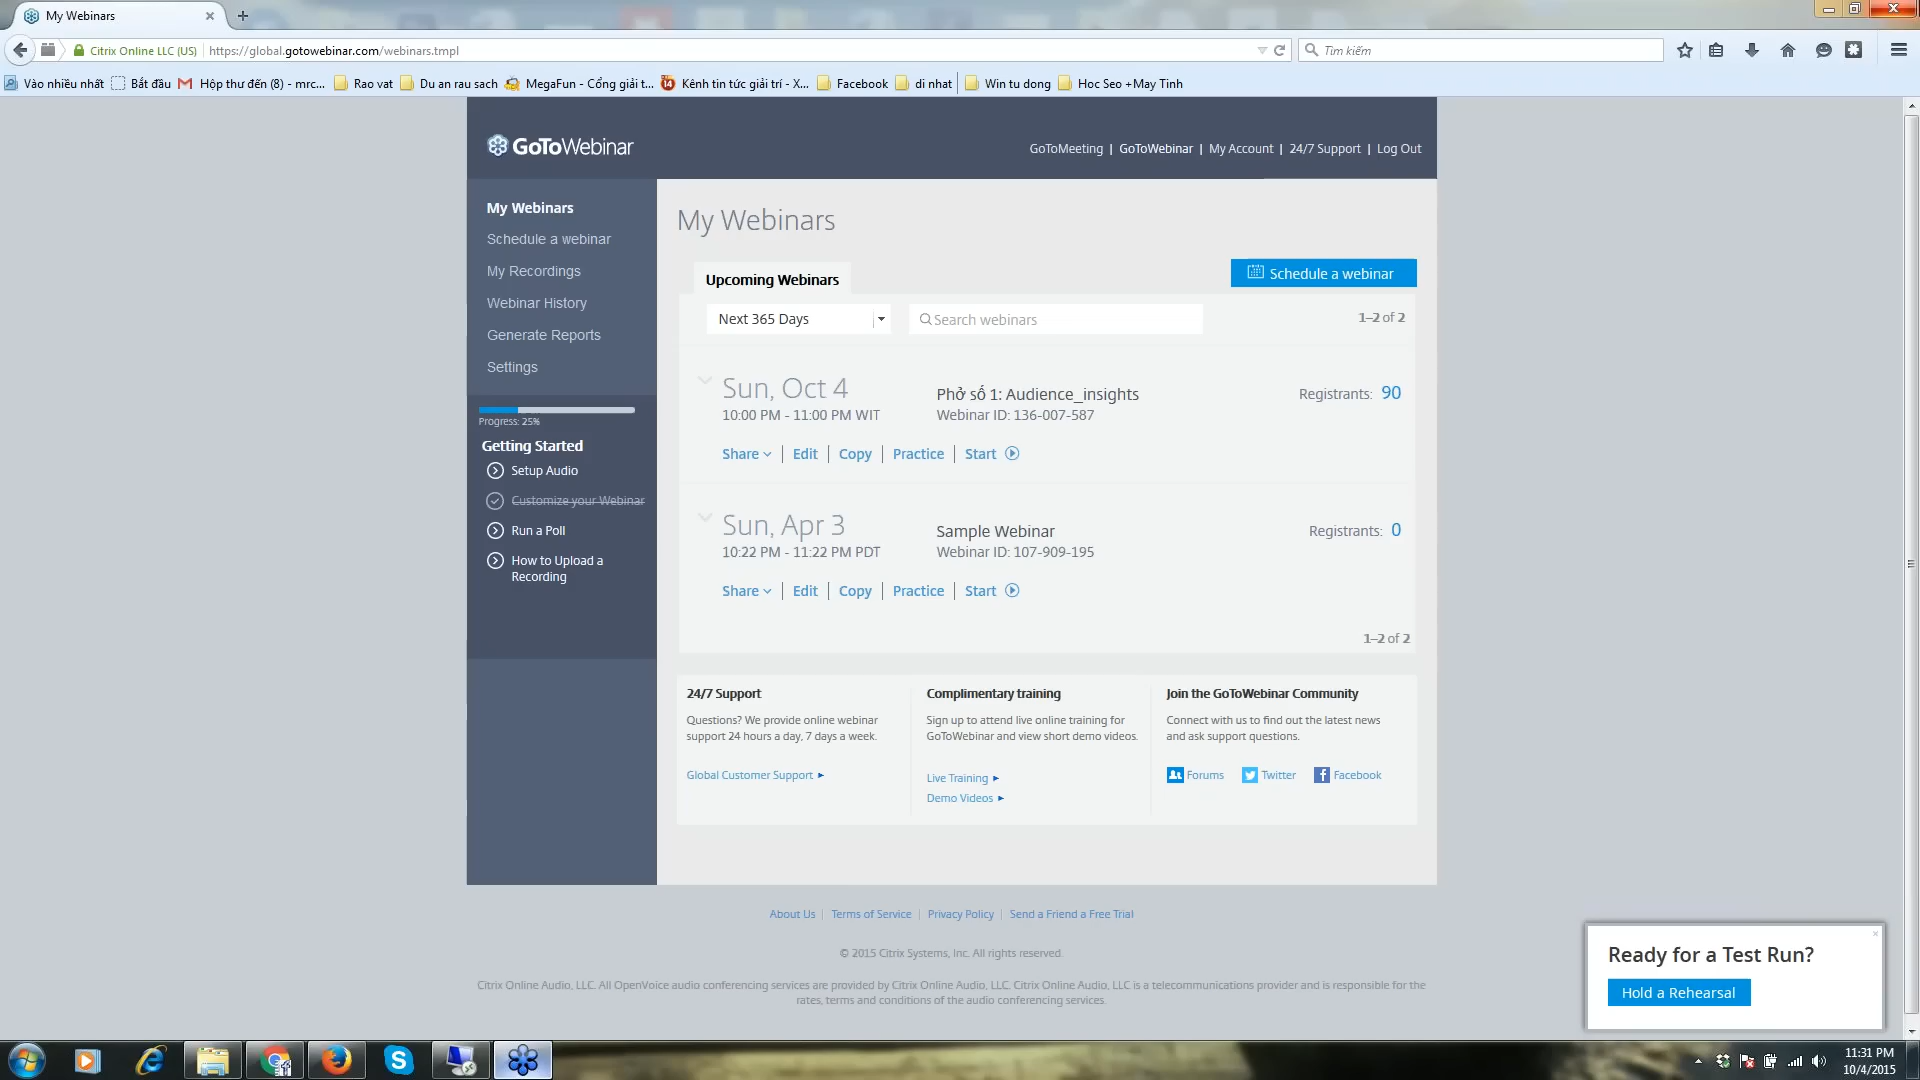 My Webinars
Citrix Online LLC (US) https://global.gotowebinar.com/webinars.tmpl
Tìm kiếm
Vào nhiều nhất Bắt đầu Hộp thư đến (8) - mrc... Rao vat Du an rau sach MegaFun - Cổng giải t... Kênh tin tức giải trí - X... Facebook di nhat Win tu dong Hoc Seo +May Tinh
GoToWebinar
GoToMeeting | GoToWebinar | My Account | 24/7 Support | Log Out
My Webinars
Schedule a webinar
My Recordings
Webinar History
Generate Reports
Settings
Progress: 25%
Getting Started
Setup Audio
Customize your Webinar
Run a Poll
How to Upload a
Recording
My Webinars
Upcoming Webinars
Schedule a webinar
Next 365 Days
Search webinars
1–2 of 2
Sun, Oct 4
Phở số 1: Audience_insights
Registrants: 90
10:00 PM - 11:00 PM WIT
Webinar ID: 136-007-587
Share | Edit | Copy | Practice | Start
Sun, Apr 3
Sample Webinar
Registrants: 0
10:22 PM - 11:22 PM PDT
Webinar ID: 107-909-195
Share | Edit | Copy | Practice | Start
1–2 of 2
24/7 Support
Questions? We provide online webinar
support 24 hours a day, 7 days a week.
Global Customer Support
Complimentary training
Sign up to attend live online training for
GoToWebinar and view short demo videos.
Live Training
Demo Videos
Join the GoToWebinar Community
Connect with us to find out the latest news
and ask support questions.
Forums Twitter Facebook
About Us | Terms of Service | Privacy Policy | Send a Friend a Free Trial
© 2015 Citrix Systems, Inc. All rights reserved.
Citrix Online Audio, LLC. All OpenVoice audio conferencing services are provided by Citrix Online Audio, LLC. Citrix Online Audio, LLC is a telecommunications provider and is responsible for the
rates, terms and conditions of the audio conferencing services.
Ready for a Test Run?
Hold a Rehearsal
11:31 PM
10/4/2015